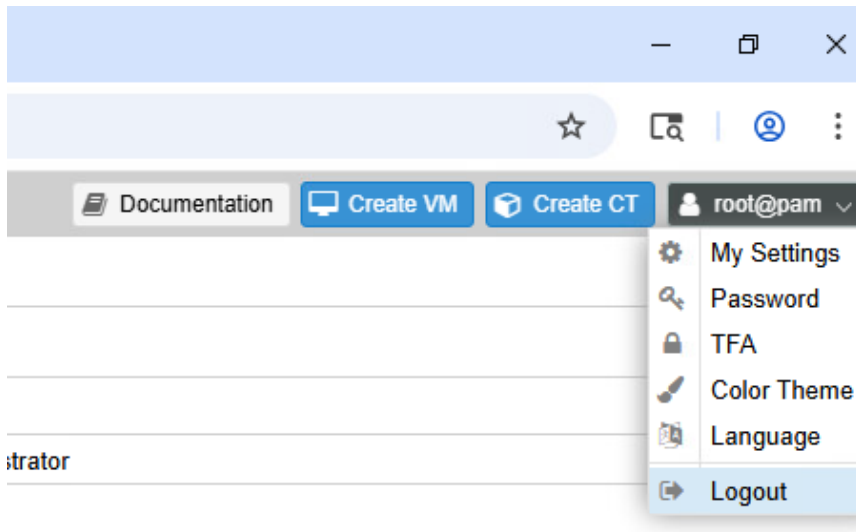 Documentation Create VM Create CT root@pam
My Settings
Password
TFA
Color Theme
Language
strator
Logout